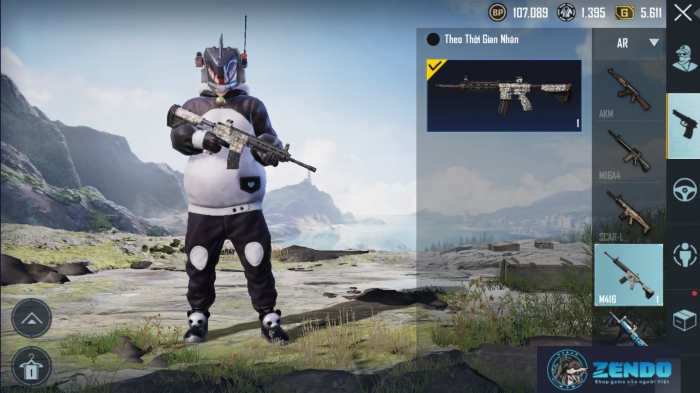 BP 107.089 1.395 G 5.611
Theo Thời Gian Nhận
AR
1
AKM
M16A4
SCAR-L
M416 1
ZENDO
Shop game của người Việt